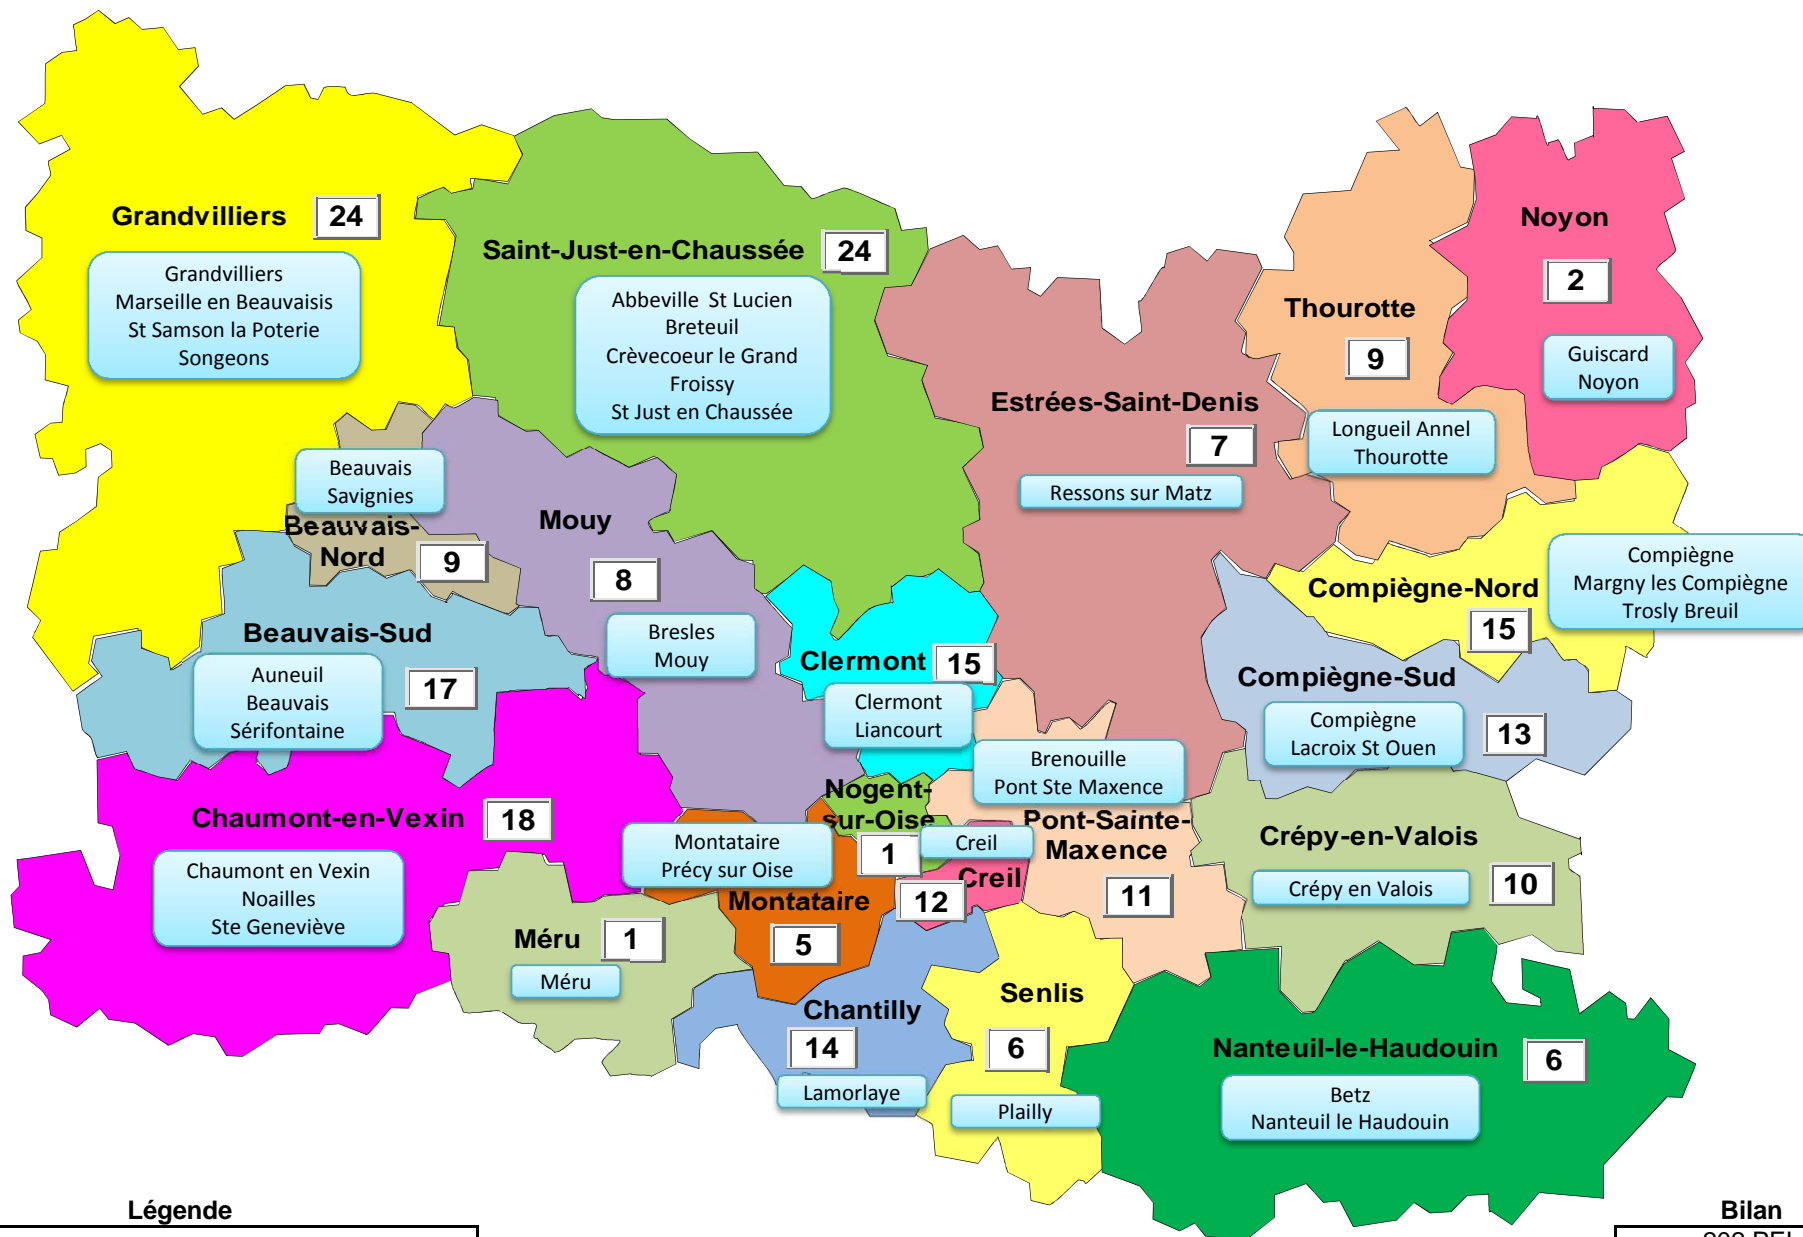 Grandvilliers 24
Grandvilliers
Marseille en Beauvaisis
St Samson la Poterie
Songeons
Saint-Just-en-Chaussée 24
Abbeville St Lucien
Breteuil
Crèvecoeur le Grand
Froissy
St Just en Chaussée
Noyon
2
Guiscard
Noyon
Thourotte
9
Longueil Annel
Thourotte
Estrées-Saint-Denis
7
Ressons sur Matz
Beauvais
Savignies
Beauvais-
Nord
9
Mouy
8
Bresles
Mouy
Compiègne-Nord
15
Compiègne
Margny les Compiègne
Trosly Breuil
Beauvais-Sud
17
Auneuil
Beauvais
Sérifontaine
Clermont 15
Clermont
Liancourt
Compiègne-Sud
13
Compiègne
Lacroix St Ouen
Brenouille
Pont Ste Maxence
Pont-Sainte-
Maxence
11
Nogent-
sur-Oise
1
Creil
Creil
12
Chaumont-en-Vexin 18
Chaumont en Vexin
Noailles
Ste Geneviève
Montataire
Précy sur Oise
Montataire
5
Crépy-en-Valois
10
Crépy en Valois
Méru 1
Méru
Chantilly
14
Lamorlaye
Senlis
6
Plailly
Nanteuil-le-Haudouin 6
Betz
Nanteuil le Haudouin
Légende
Bilan